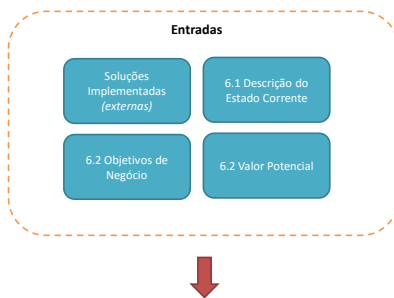 Entradas
Soluções
Implementadas
(externas)
6.1 Descrição do
Estado Corrente
6.2 Objetivos de
Negócio
6.2 Valor Potencial